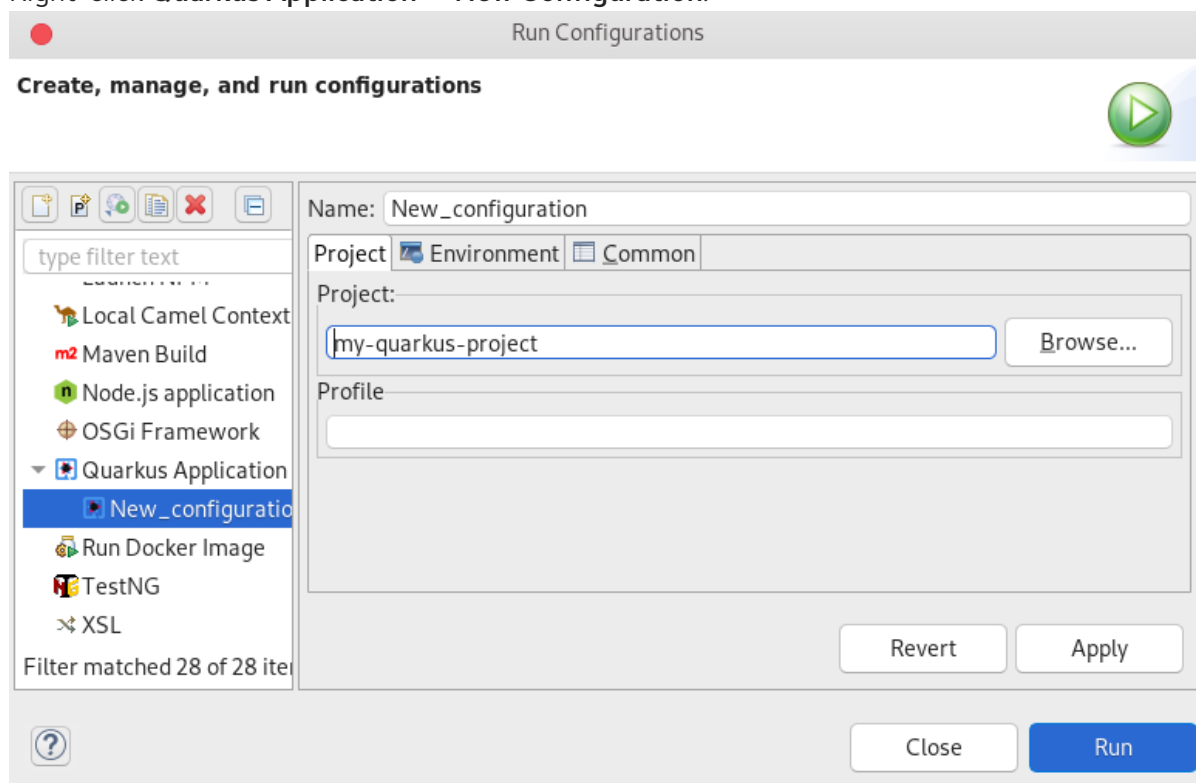 Run Configurations
Create, manage, and run configurations
Name: New_configuration
type filter text
Project Environment Common
Project:
Local Camel Context
my-quarkus-project
Browse...
m2 Maven Build
Profile
n Node.js application
OSGi Framework
Quarkus Application
New_configuratio
Run Docker Image
TestNG
XSL
Revert
Apply
Filter matched 28 of 28 iter
?
Close
Run